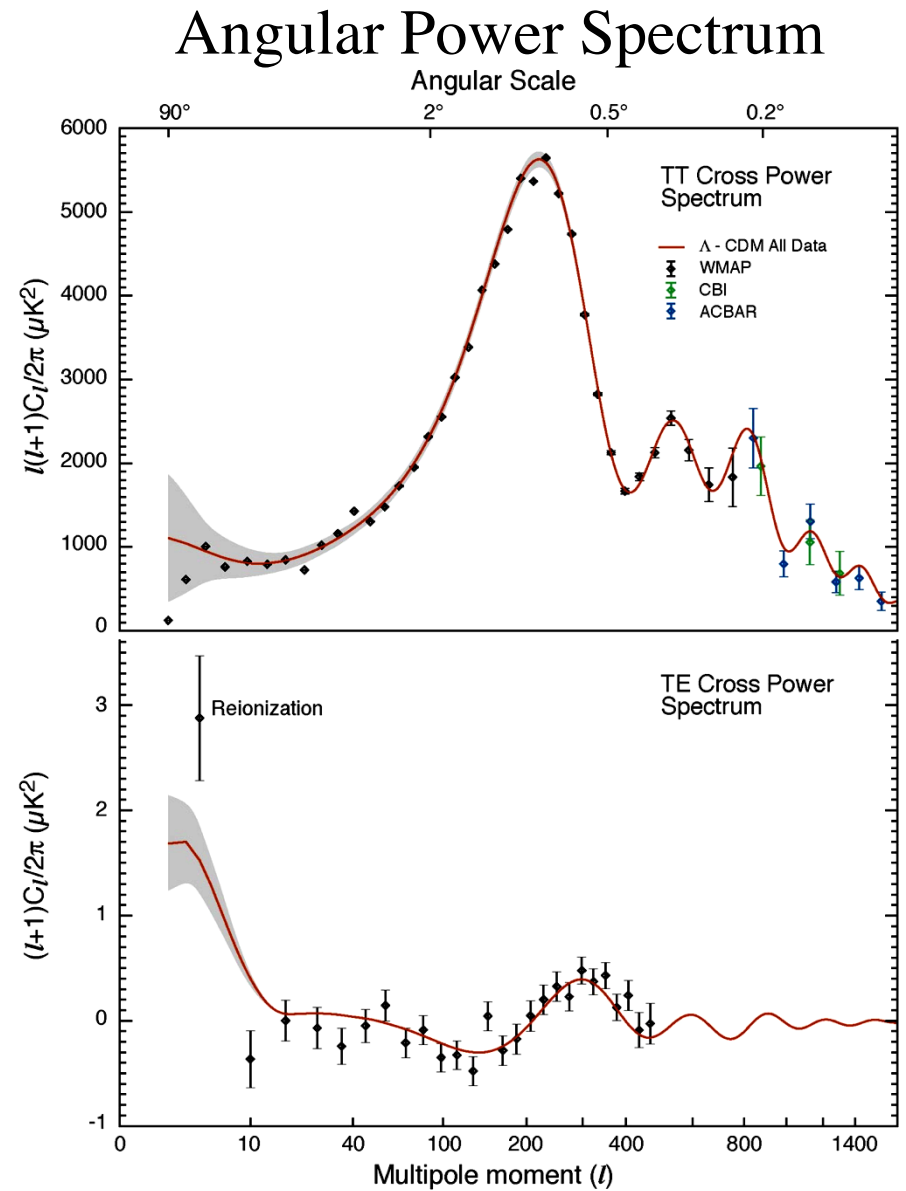 Angular Power Spectrum
Angular Scale
90° 2° 0.5° 0.2°
6000
5000
4000
3000
2000
1000
0
l(l+1)Cl/2π (μK²)
TT Cross Power
Spectrum
Λ - CDM All Data
WMAP
CBI
ACBAR
3
2
1
0
-1
(l+1)Cl/2π (μK²)
Reionization
TE Cross Power
Spectrum
0 10 40 100 200 400 800 1400
Multipole moment (l)